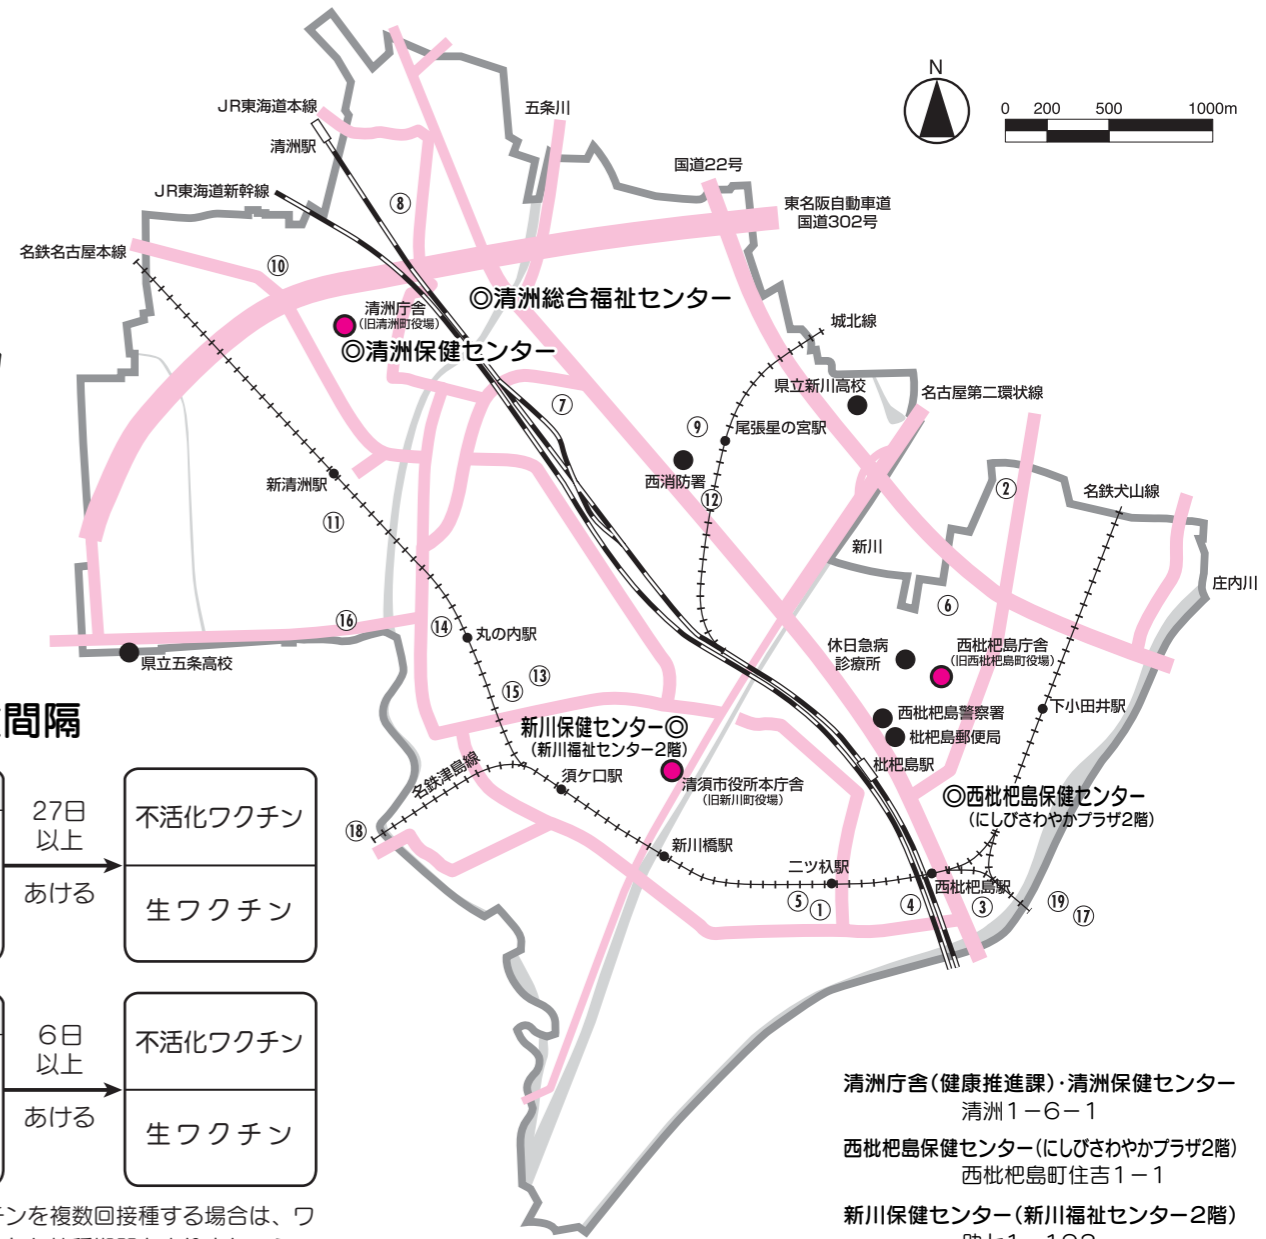 JR東海道本線
清洲駅
JR東海道新幹線
名鉄名古屋本線
五条川
国道22号
東名阪自動車道
国道302号
N
0 200 500 1000m
⑧
⑩
清洲庁舎
(旧清洲町役場)
◎清洲総合福祉センター
◎清洲保健センター
城北線
県立新川高校
名古屋第二環状線
⑦
⑨
尾張星の宮駅
西消防署
⑫
新清洲駅
⑪
②
名鉄犬山線
新川
庄内川
⑥
⑯
⑭
丸の内駅
県立五条高校
休日急病
診療所
西枇杷島庁舎
(旧西枇杷島町役場)
⑮
⑬
西枇杷島警察署
枇杷島郵便局
下小田井駅
新川保健センター◎
(新川福祉センター2階)
枇杷島駅
須ケ口駅
清須市役所本庁舎
(旧新川町役場)
名鉄津島線
◎西枇杷島保健センター
(にしびさわやかプラザ2階)
⑱
新川橋駅
二ツ杁駅
西枇杷島駅
⑤
①
④
③
⑲
⑰
間隔
27日
以上
あける
不活化ワクチン
生ワクチン
6日
以上
あける
不活化ワクチン
生ワクチン
チンを複数回接種する場合は、ワ
清洲庁舎(健康推進課)・清洲保健センター
清洲1－6－1
西枇杷島保健センター(にしびさわやかプラザ2階)
西枇杷島町住吉1－1
新川保健センター(新川福祉センター2階)